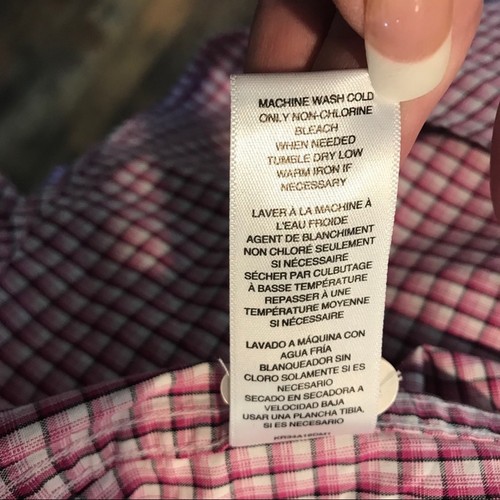 MACHINE WASH COLD
ONLY NON-CHLORINE
BLEACH
WHEN NEEDED
TUMBLE DRY LOW
WARM IRON IF
NECESSARY
LAVER À LA MACHINE À
L'EAU FROIDE
AGENT DE BLANCHIMENT
NON CHLORÉ SEULEMENT
SI NÉCESSAIRE
SÉCHER PAR CULBUTAGE
À BASSE TEMPÉRATURE
REPASSER À UNE
TEMPÉRATURE MOYENNE
SI NÉCESSAIRE
LAVADO A MÁQUINA CON
AGUA FRÍA
BLANQUEADOR SIN
CLORO SOLAMENTE SI ES
NECESARIO
SECADO EN SECADORA A
VELOCIDAD BAJA
USAR UNA PLANCHA TIBIA,
SI ES NECESARIO